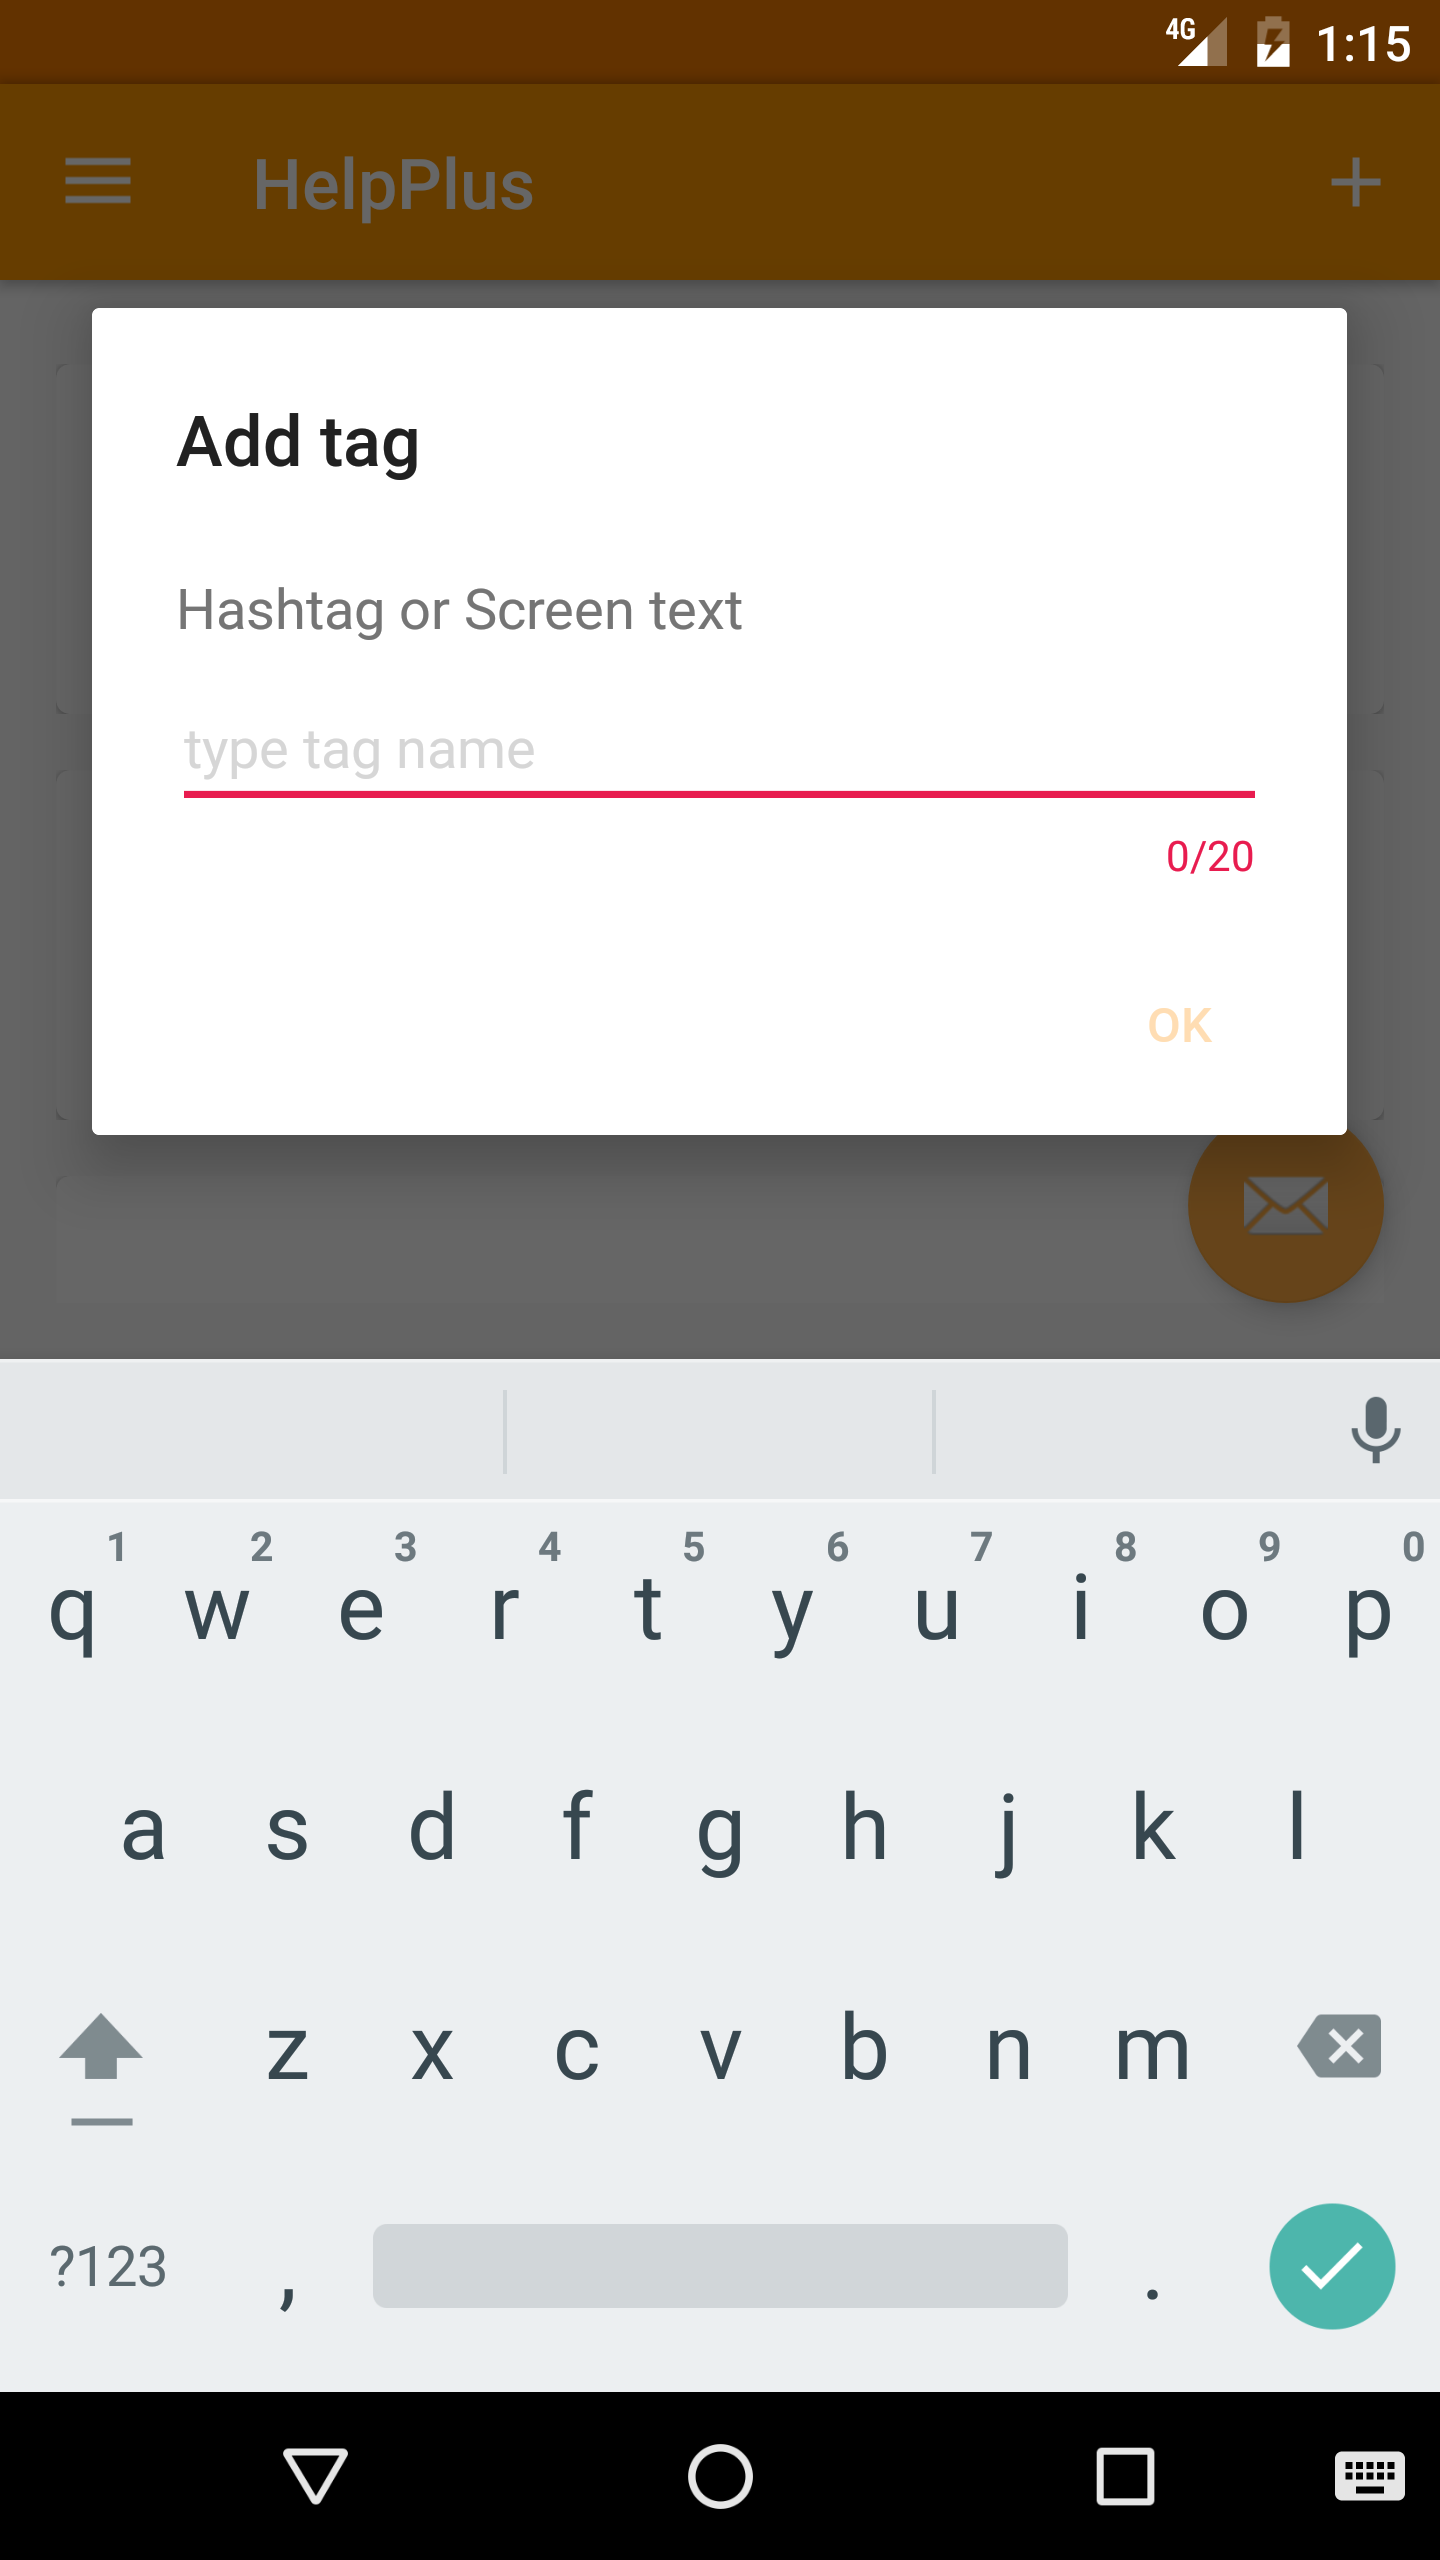 4G 1:15
HelpPlus
Add tag
Hashtag or Screen text
type tag name
0/20
OK
1 2 3 4 5 6 7 8 9 0
q w e r t y u i o p
a s d f g h j k l
z x c v b n m
?123 , .